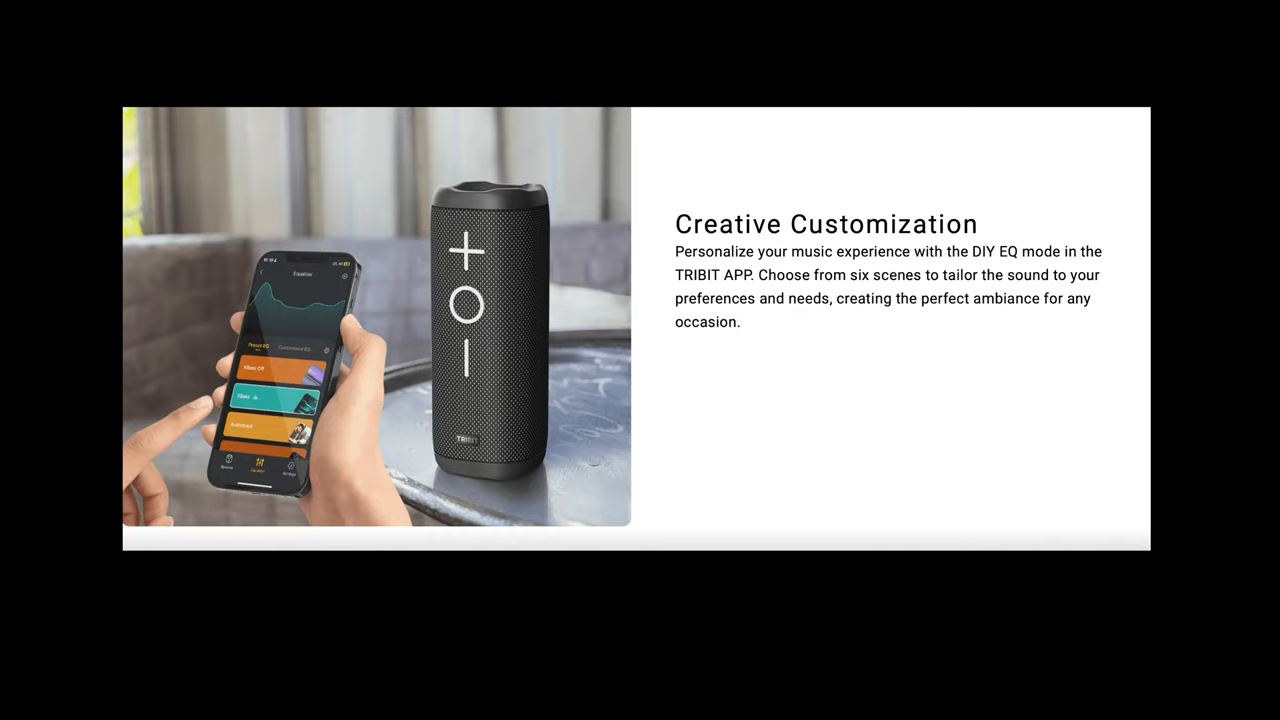 Creative Customization
Personalize your music experience with the DIY EQ mode in the
TRIBIT APP. Choose from six scenes to tailor the sound to your
preferences and needs, creating the perfect ambiance for any
occasion.
Equalizer
Preset EQ Customized EQ
XBass Off
XBass
Audiobook
TRIBIT